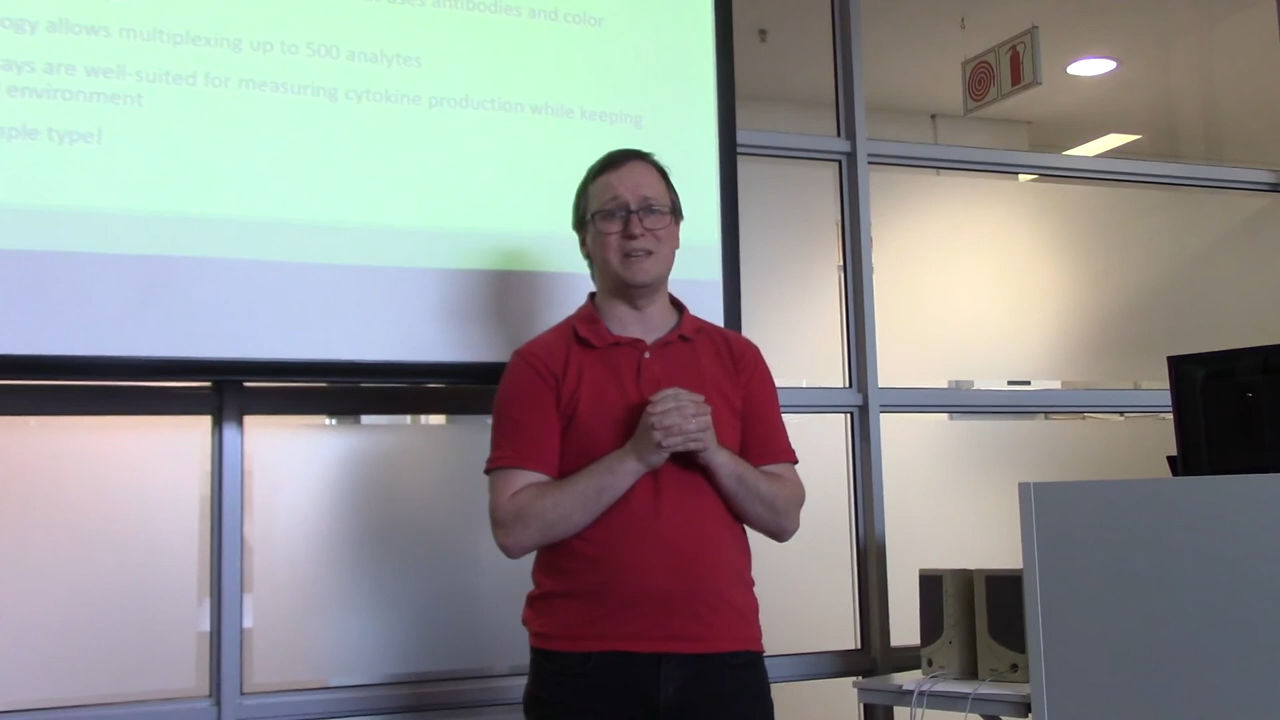 uses antibodies and color
ogy allows multiplexing up to 500 analytes
ays are well-suited for measuring cytokine production while keeping
environment
ple type!